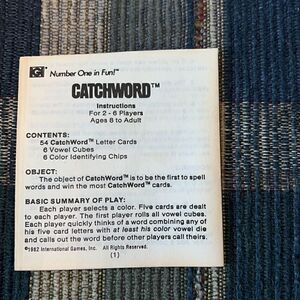 IGI Number One in Fun!™
CATCHWORD™
Instructions
For 2 - 6 Players
Ages 8 to Adult
CONTENTS:
54 CatchWord™ Letter Cards
6 Vowel Cubes
6 Color Identifying Chips
OBJECT:
The object of CatchWord™ is to be the first to spell
words and win the most CatchWord™ cards.
BASIC SUMMARY OF PLAY:
Each player selects a color. Five cards are dealt
to each player. The first player rolls all vowel cubes.
Each player quickly thinks of a word combining any of
his five card letters with at least his color vowel die
and calls out the word before other players call theirs.
©1982 International Games, Inc. All Rights Reserved.
(1)